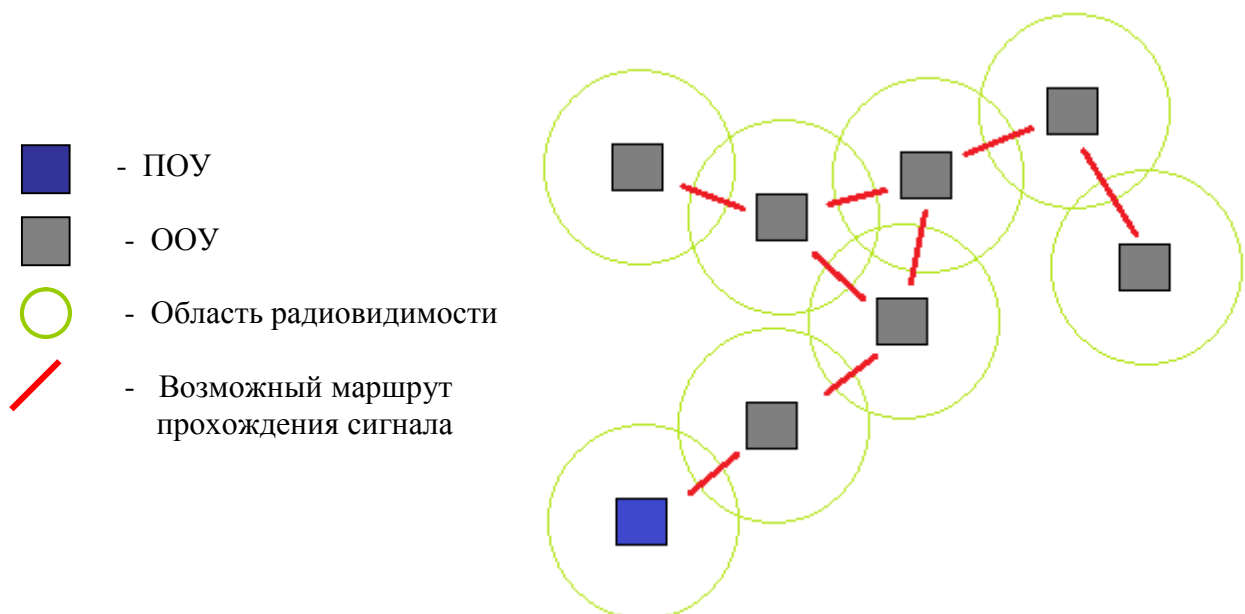 - ПОУ
- ООУ
- Область радиовидимости
- Возможный маршрут
прохождения сигнала